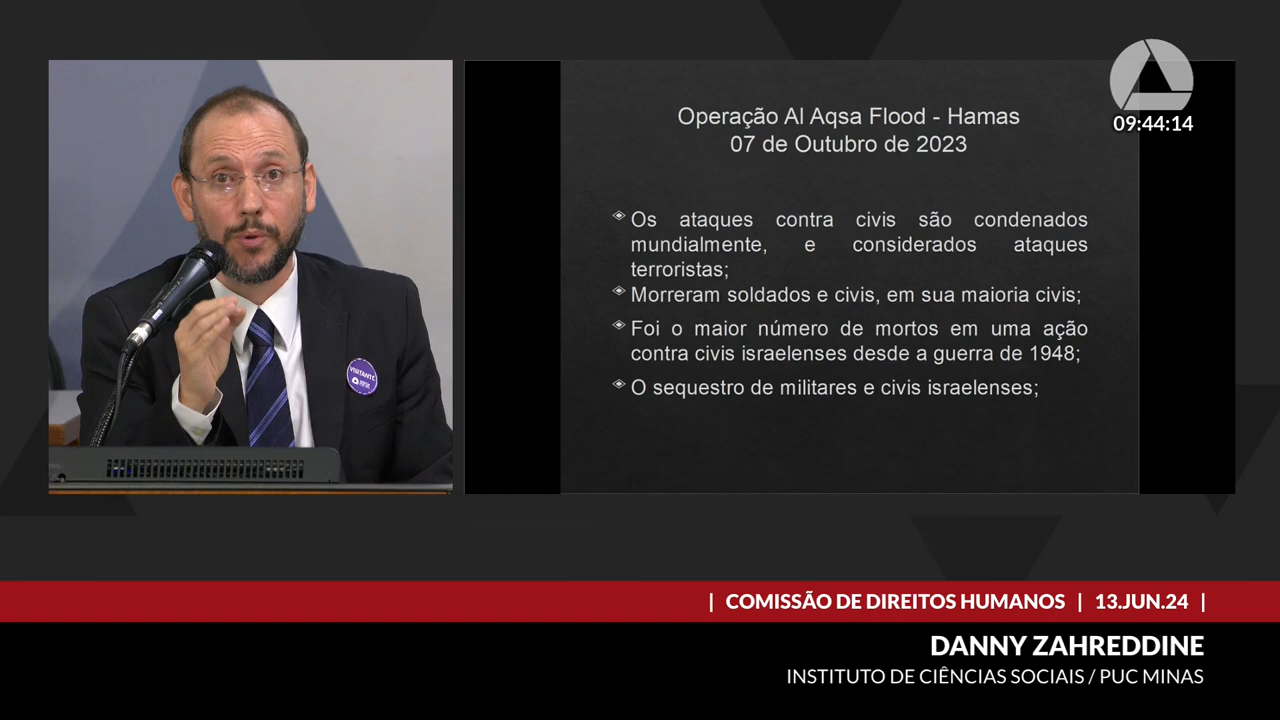 09:44:14
Operação Al Aqsa Flood - Hamas
07 de Outubro de 2023
Os ataques contra civis são condenados
mundialmente, e considerados ataques
terroristas;
Morreram soldados e civis, em sua maioria civis;
Foi o maior número de mortos em uma ação
contra civis israelenses desde a guerra de 1948;
O sequestro de militares e civis israelenses;
VISITANTE
| COMISSÃO DE DIREITOS HUMANOS | 13.JUN.24 |
DANNY ZAHREDDINE
INSTITUTO DE CIÊNCIAS SOCIAIS / PUC MINAS